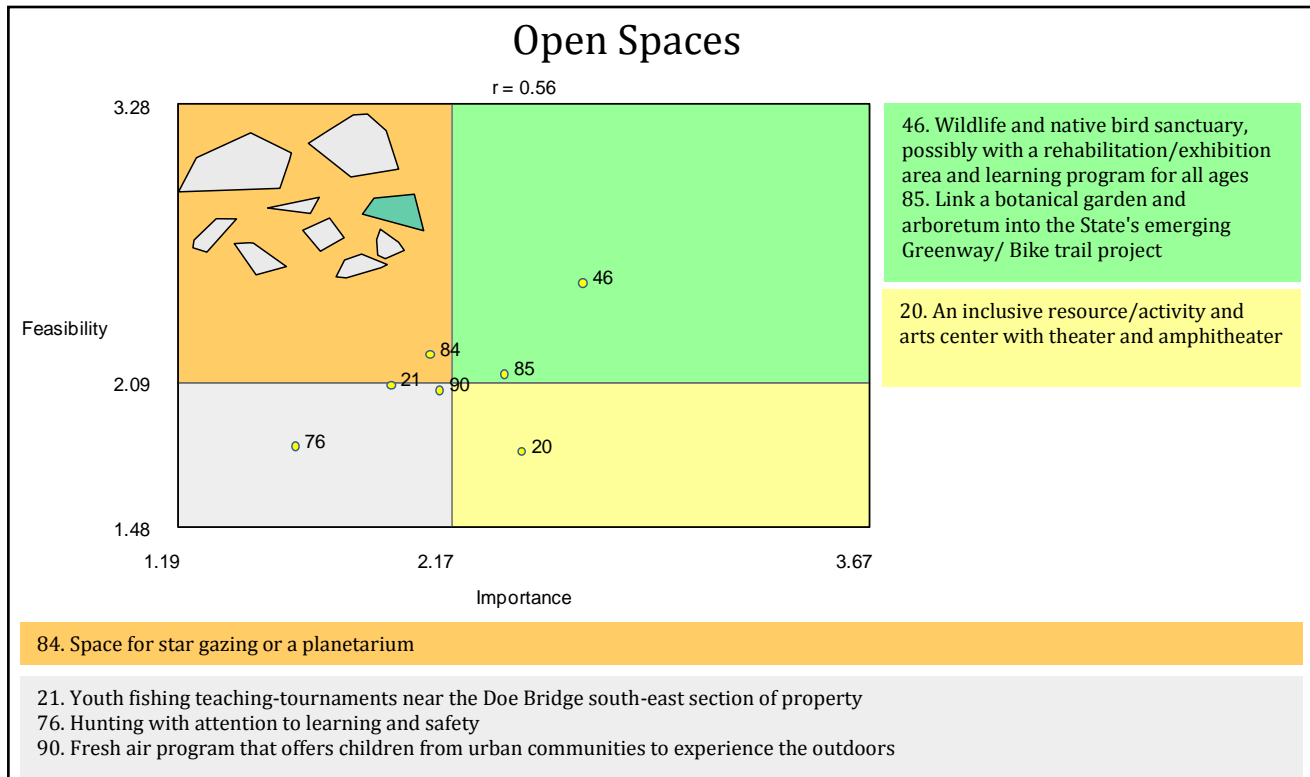 Open Spaces
r = 0.56
3.28
Feasibility
2.09
1.48
46
84
85
21
90
76
20
1.19
2.17
3.67
Importance
46. Wildlife and native bird sanctuary,
possibly with a rehabilitation/exhibition
area and learning program for all ages
85. Link a botanical garden and
arboretum into the State's emerging
Greenway/ Bike trail project
20. An inclusive resource/activity and
arts center with theater and amphitheater
84. Space for star gazing or a planetarium
21. Youth fishing teaching-tournaments near the Doe Bridge south-east section of property
76. Hunting with attention to learning and safety
90. Fresh air program that offers children from urban communities to experience the outdoors